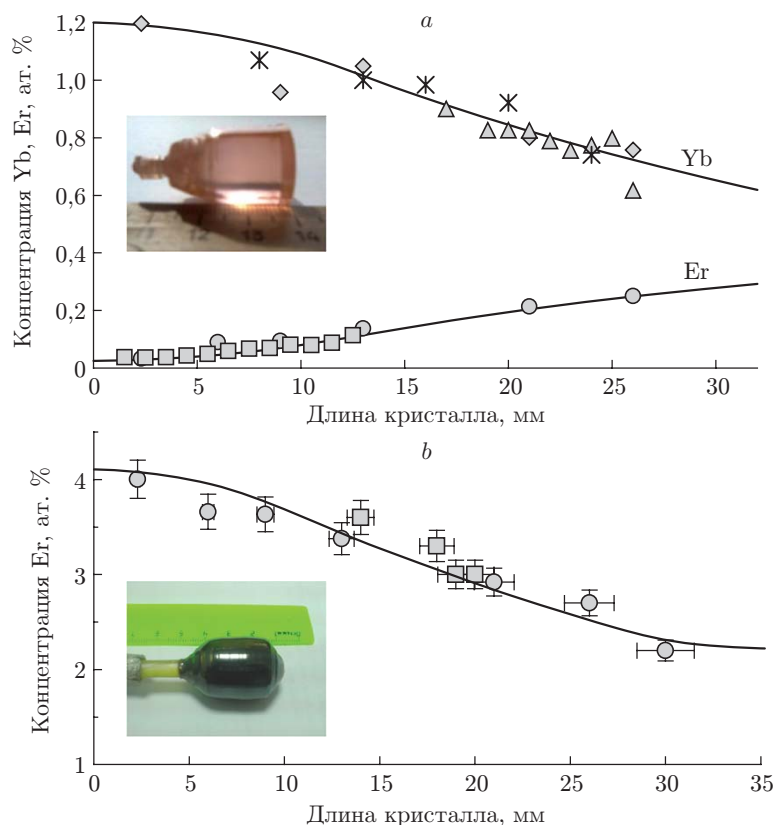 a
Концентрация Yb, Er, ат. %
1,2
1,0
0,8
0,6
0,4
0,2
0
Yb
Er
0 5 10 15 20 25 30
Длина кристалла, мм
b
Концентрация Er, ат. %
4
3
2
1
0 5 10 15 20 25 30 35
Длина кристалла, мм